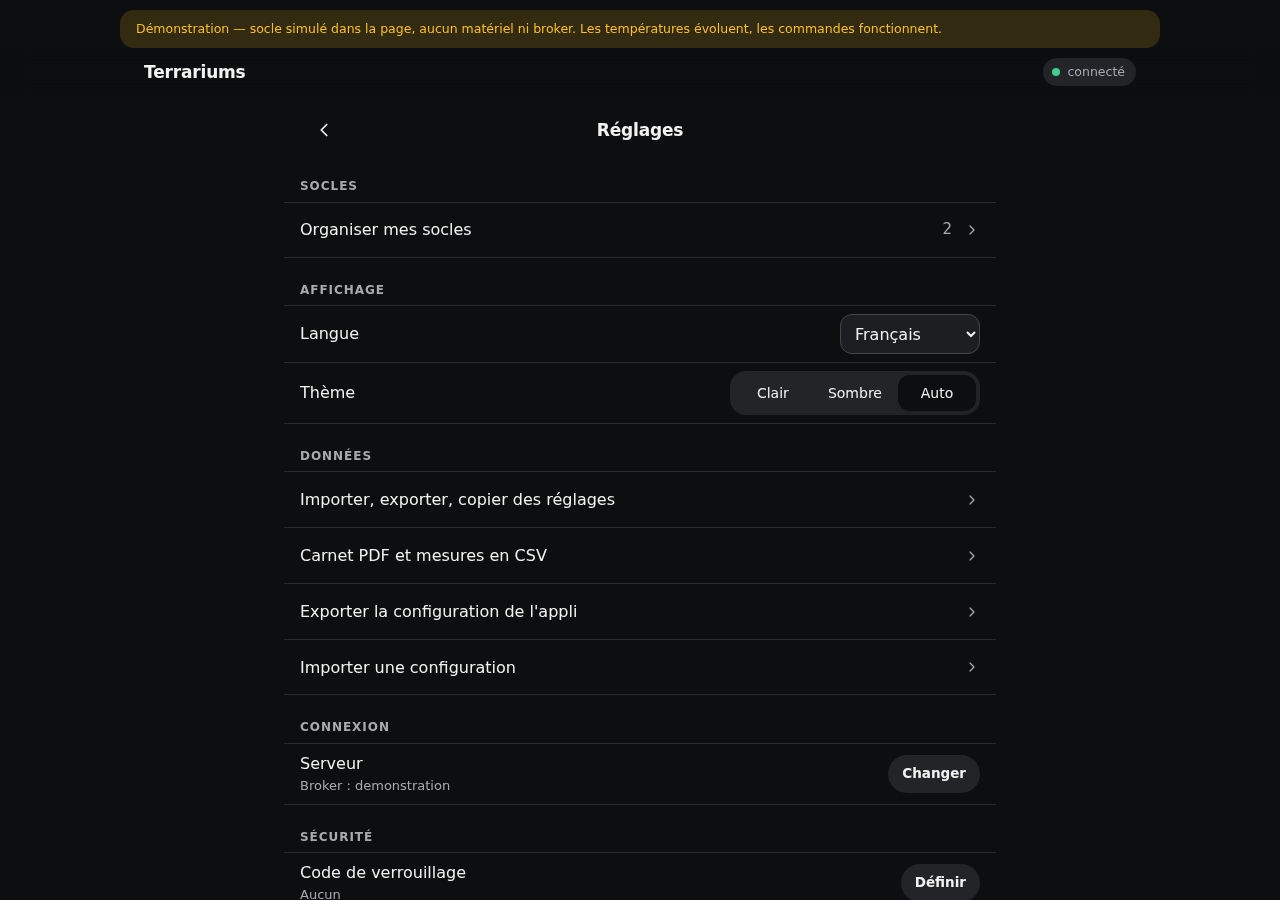 Démonstration — socle simulé dans la page, aucun matériel ni broker. Les températures évoluent, les commandes fonctionnent.
Terrariums
connecté
Réglages
SOCLES
Organiser mes socles 2
AFFICHAGE
Langue Français
Thème Clair Sombre Auto
DONNÉES
Importer, exporter, copier des réglages
Carnet PDF et mesures en CSV
Exporter la configuration de l'appli
Importer une configuration
CONNEXION
Serveur
Broker : demonstration
Changer
SÉCURITÉ
Code de verrouillage
Aucun
Définir